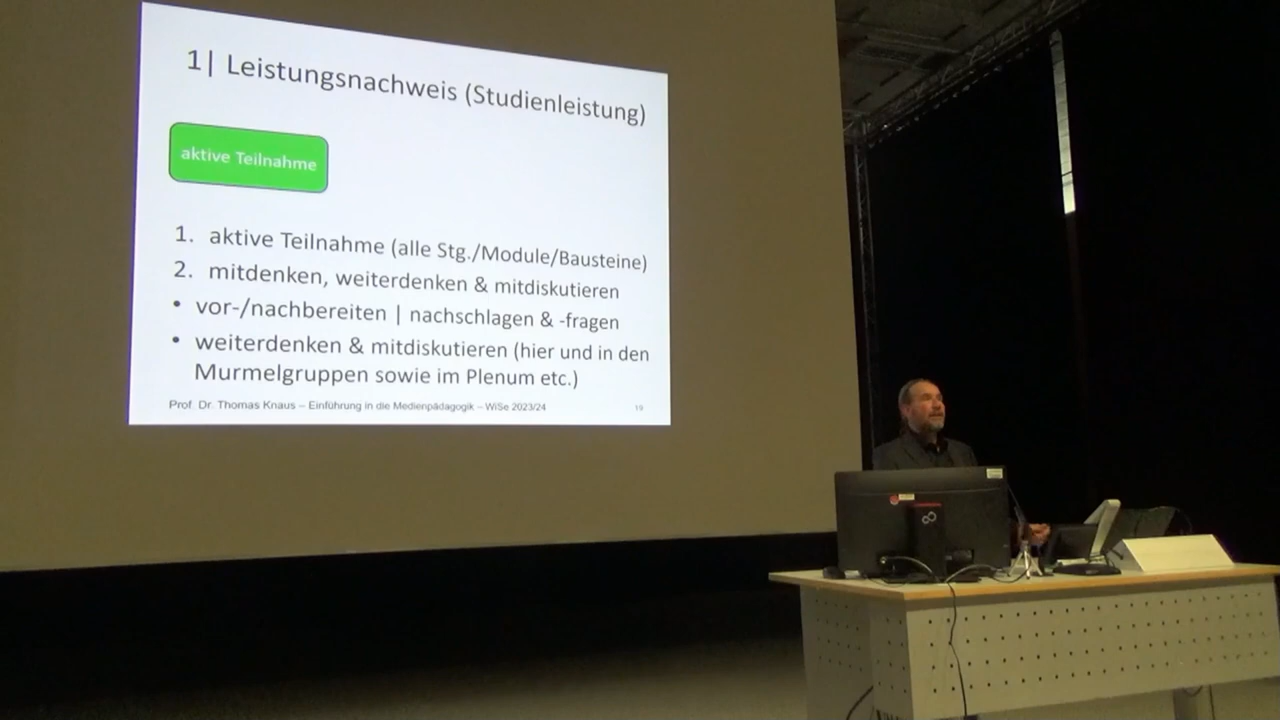 1| Leistungsnachweis (Studienleistung)
aktive Teilnahme
1. aktive Teilnahme (alle Stg./Module/Bausteine)
2. mitdenken, weiterdenken & mitdiskutieren
• vor-/nachbereiten | nachschlagen & -fragen
• weiterdenken & mitdiskutieren (hier und in den
Murmelgruppen sowie im Plenum etc.)
Prof. Dr. Thomas Knaus – Einführung in die Medienpädagogik – WiSe 2023/24
19